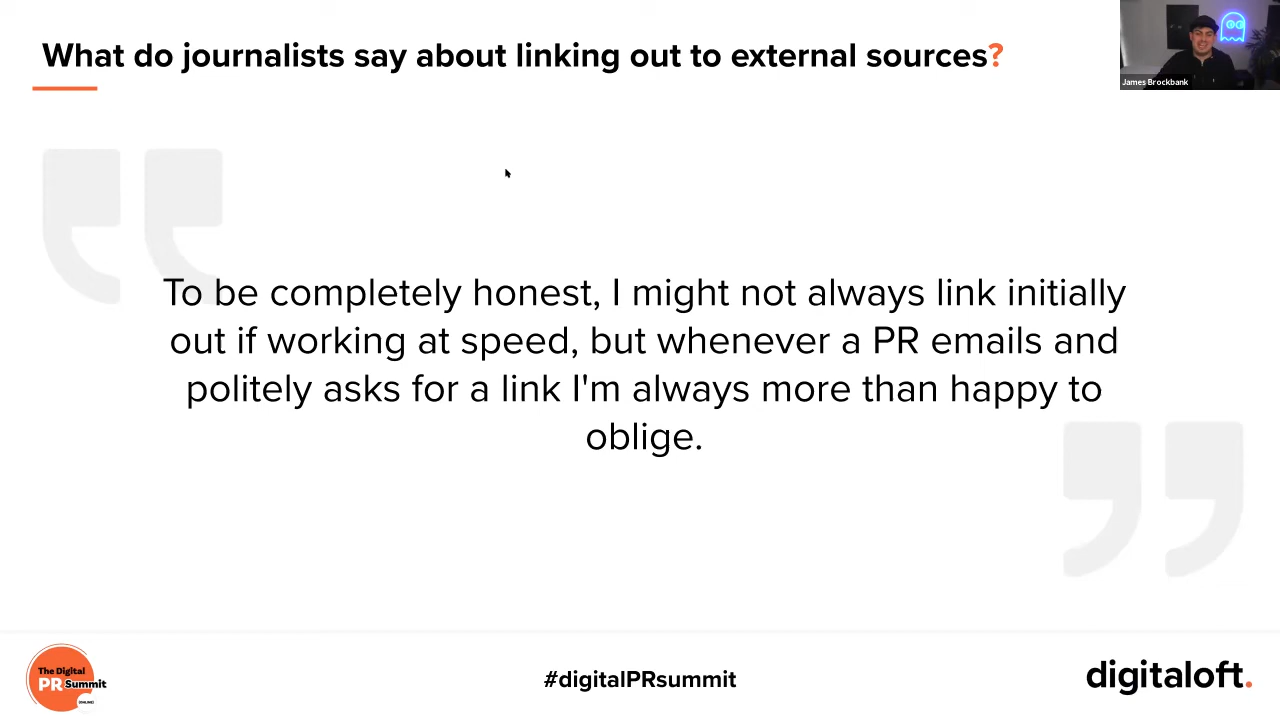 What do journalists say about linking out to external sources?
James Brockbank
To be completely honest, I might not always link initially
out if working at speed, but whenever a PR emails and
politely asks for a link I'm always more than happy to
oblige.
The Digital
PR Summit
(ONLINE)
#digitalPRsummit
digitaloft.